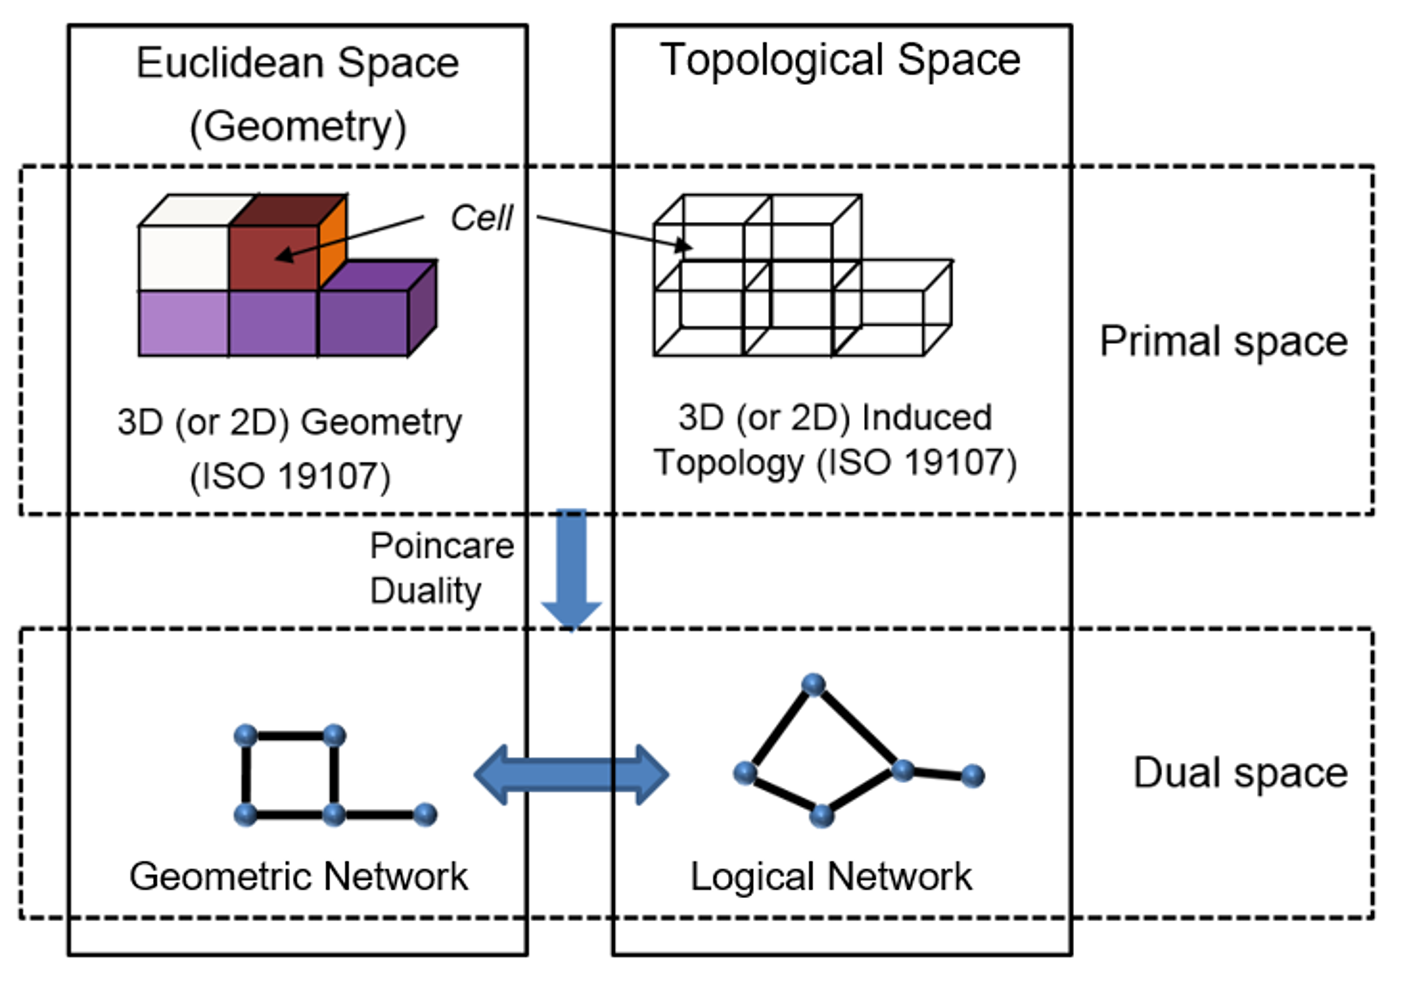 Euclidean Space
(Geometry)
Topological Space
Cell
3D (or 2D) Geometry
(ISO 19107)
3D (or 2D) Induced
Topology (ISO 19107)
Primal space
Poincare
Duality
Geometric Network
Logical Network
Dual space